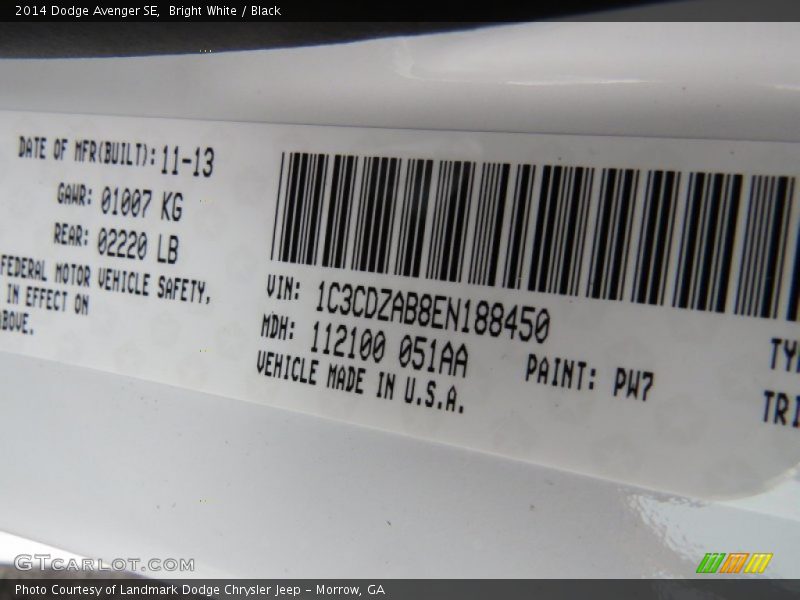 2014 Dodge Avenger SE,  Bright White / Black
DATE OF MFR(BUILT): 11-13
GAWR: 01007 KG
REAR: 02220 LB
FEDERAL MOTOR VEHICLE SAFETY,
IN EFFECT ON
ABOVE.
VIN: 1C3CDZAB8EN188450
MDH: 112100 051AA
PAINT: PW7
VEHICLE MADE IN U.S.A.
TY
TRI
GTCARLOT.COM
Photo Courtesy of Landmark Dodge Chrysler Jeep – Morrow, GA